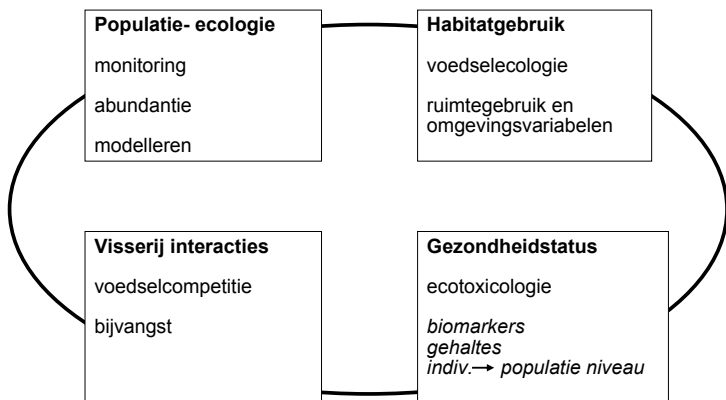 Populatie- ecologie
monitoring
abundantie
modelleren
Habitatgebruik
voedselecologie
ruimtegebruik en
omgevingsvariabelen
Visserij interacties
voedselcompetitie
bijvangst
Gezondheidstatus
ecotoxicologie
biomarkers
gehaltes
indiv.→ populatie niveau